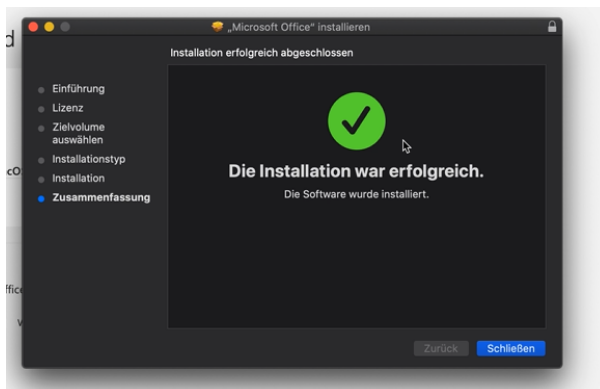 „Microsoft Office“ installieren
Installation erfolgreich abgeschlossen
Einführung
Lizenz
Zielvolume
auswählen
Installationstyp
Installation
Zusammenfassung
Die Installation war erfolgreich.
Die Software wurde installiert.
Zurück
Schließen